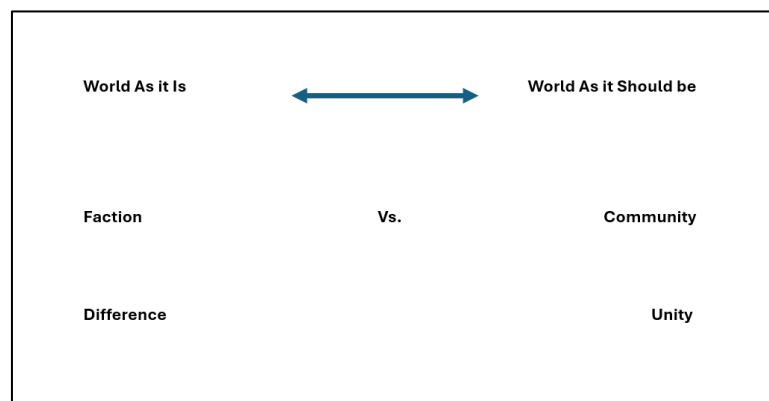 World As it Is World As it Should be
Faction Vs. Community
Difference Unity